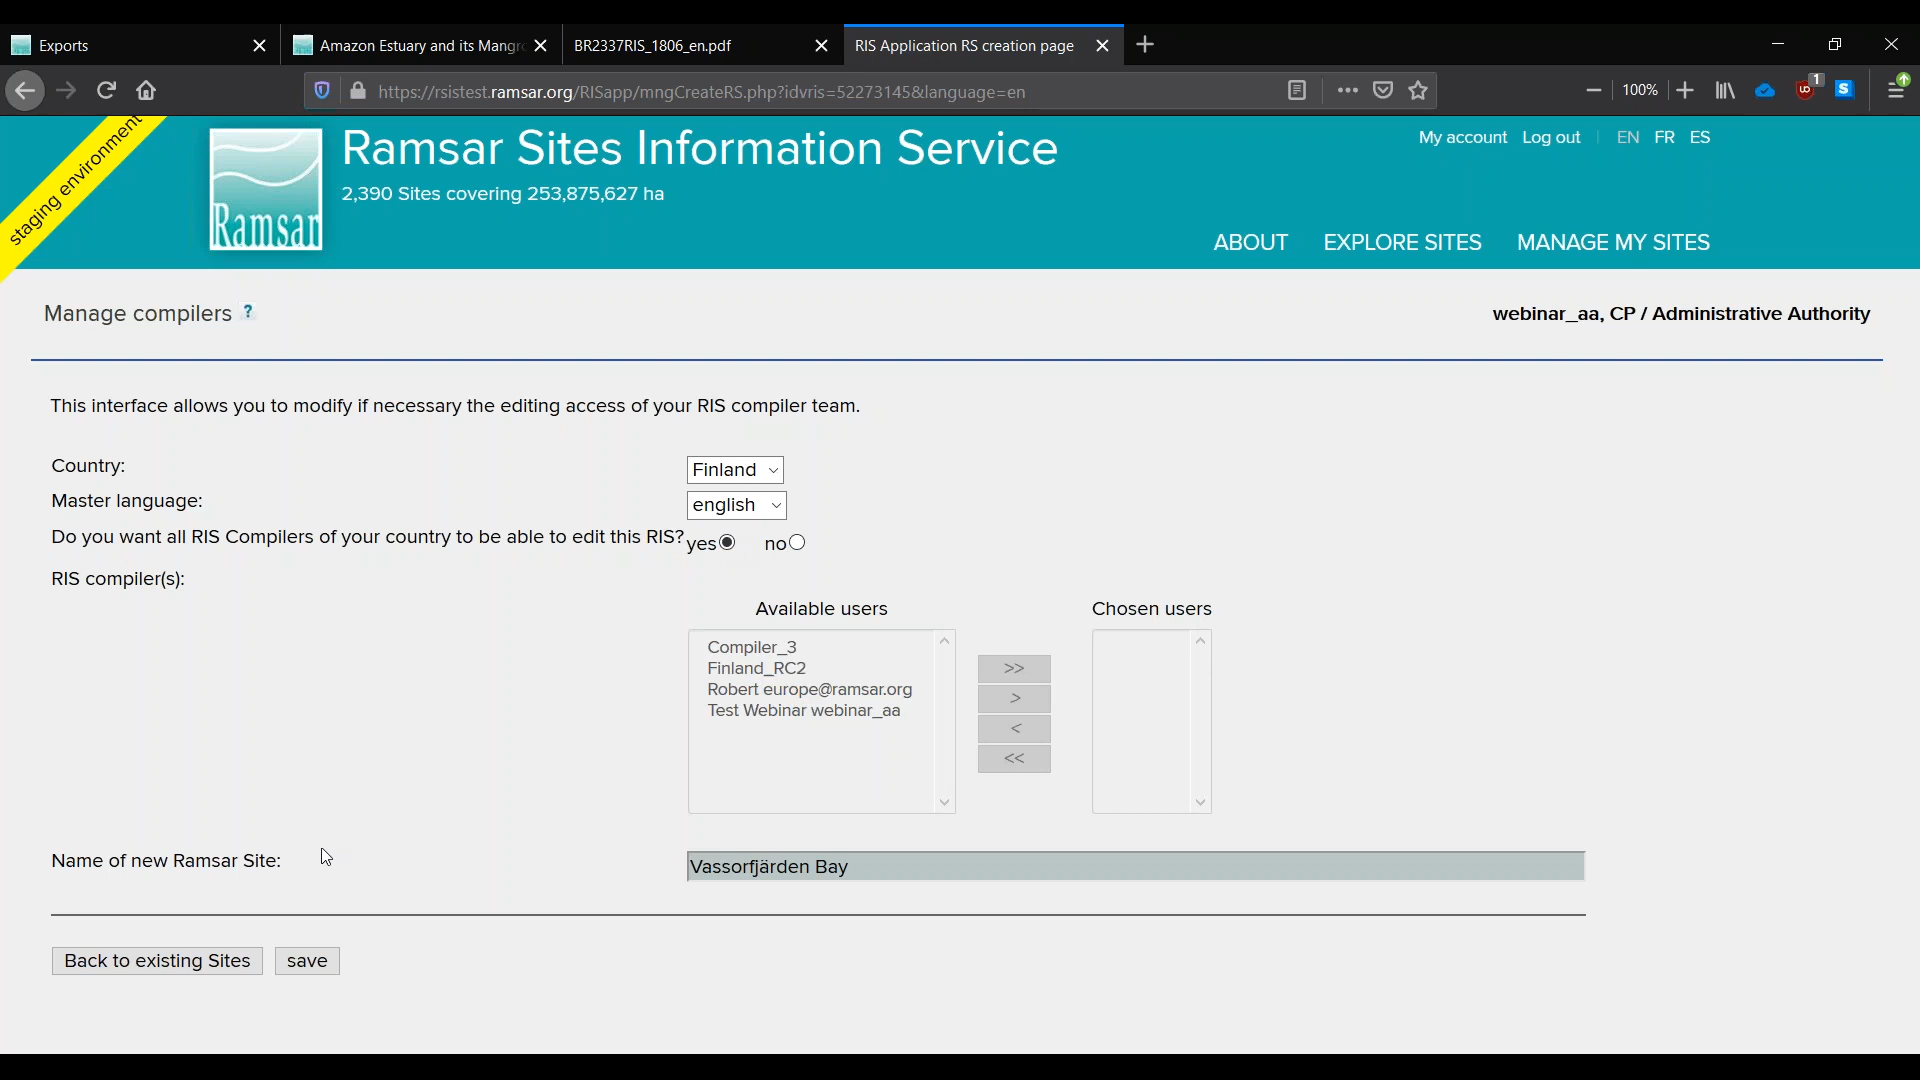 Exports
Amazon Estuary and its Mangr
BR2337RIS_1806_en.pdf
RIS Application RS creation page
https://rsistest.ramsar.org/RISapp/mngCreateRS.php?idvris=52273145&language=en
100%
1
S
staging environment
Ramsar
Ramsar Sites Information Service
2,390 Sites covering 253,875,627 ha
My account Log out EN FR ES
ABOUT EXPLORE SITES MANAGE MY SITES
Manage compilers ?
webinar_aa, CP / Administrative Authority
This interface allows you to modify if necessary the editing access of your RIS compiler team.
Country: Finland
Master language: english
Do you want all RIS Compilers of your country to be able to edit this RIS? yes no
RIS compiler(s):
Available users Chosen users
Compiler_3
Finland_RC2
Robert europe@ramsar.org
Test Webinar webinar_aa
>>
>
<
<<
Name of new Ramsar Site: Vassorfjärden Bay
Back to existing Sites save